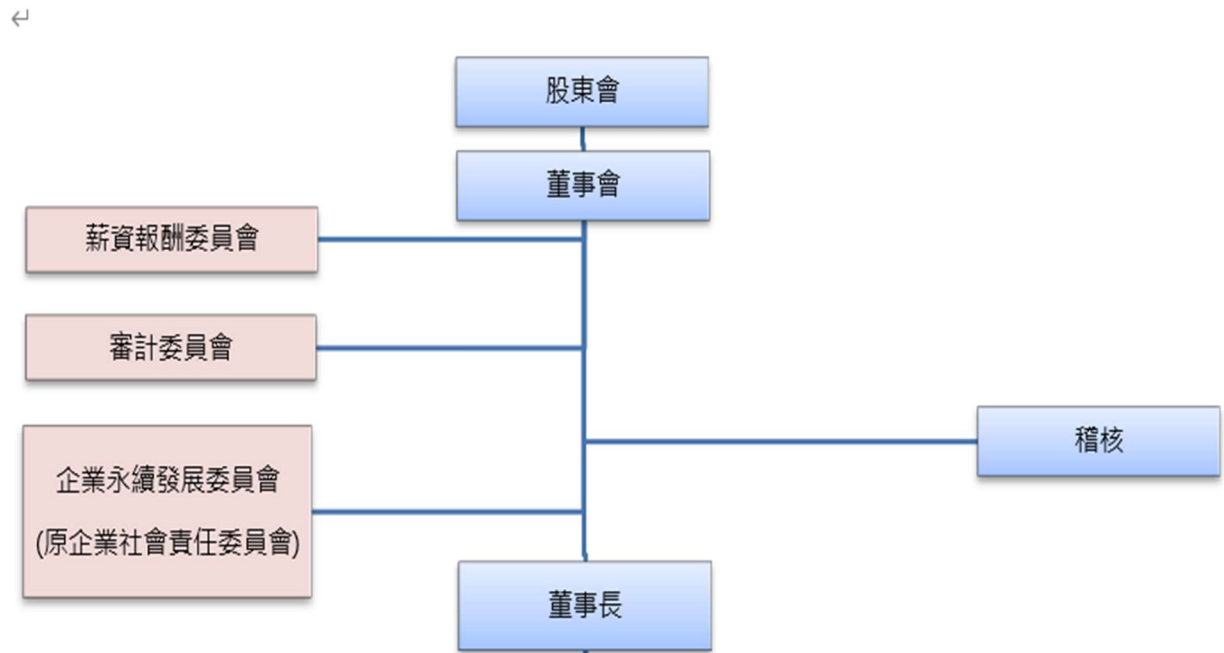 股東會
董事會
薪資報酬委員會
審計委員會
稽核
企業永續發展委員會
(原企業社會責任委員會)
董事長